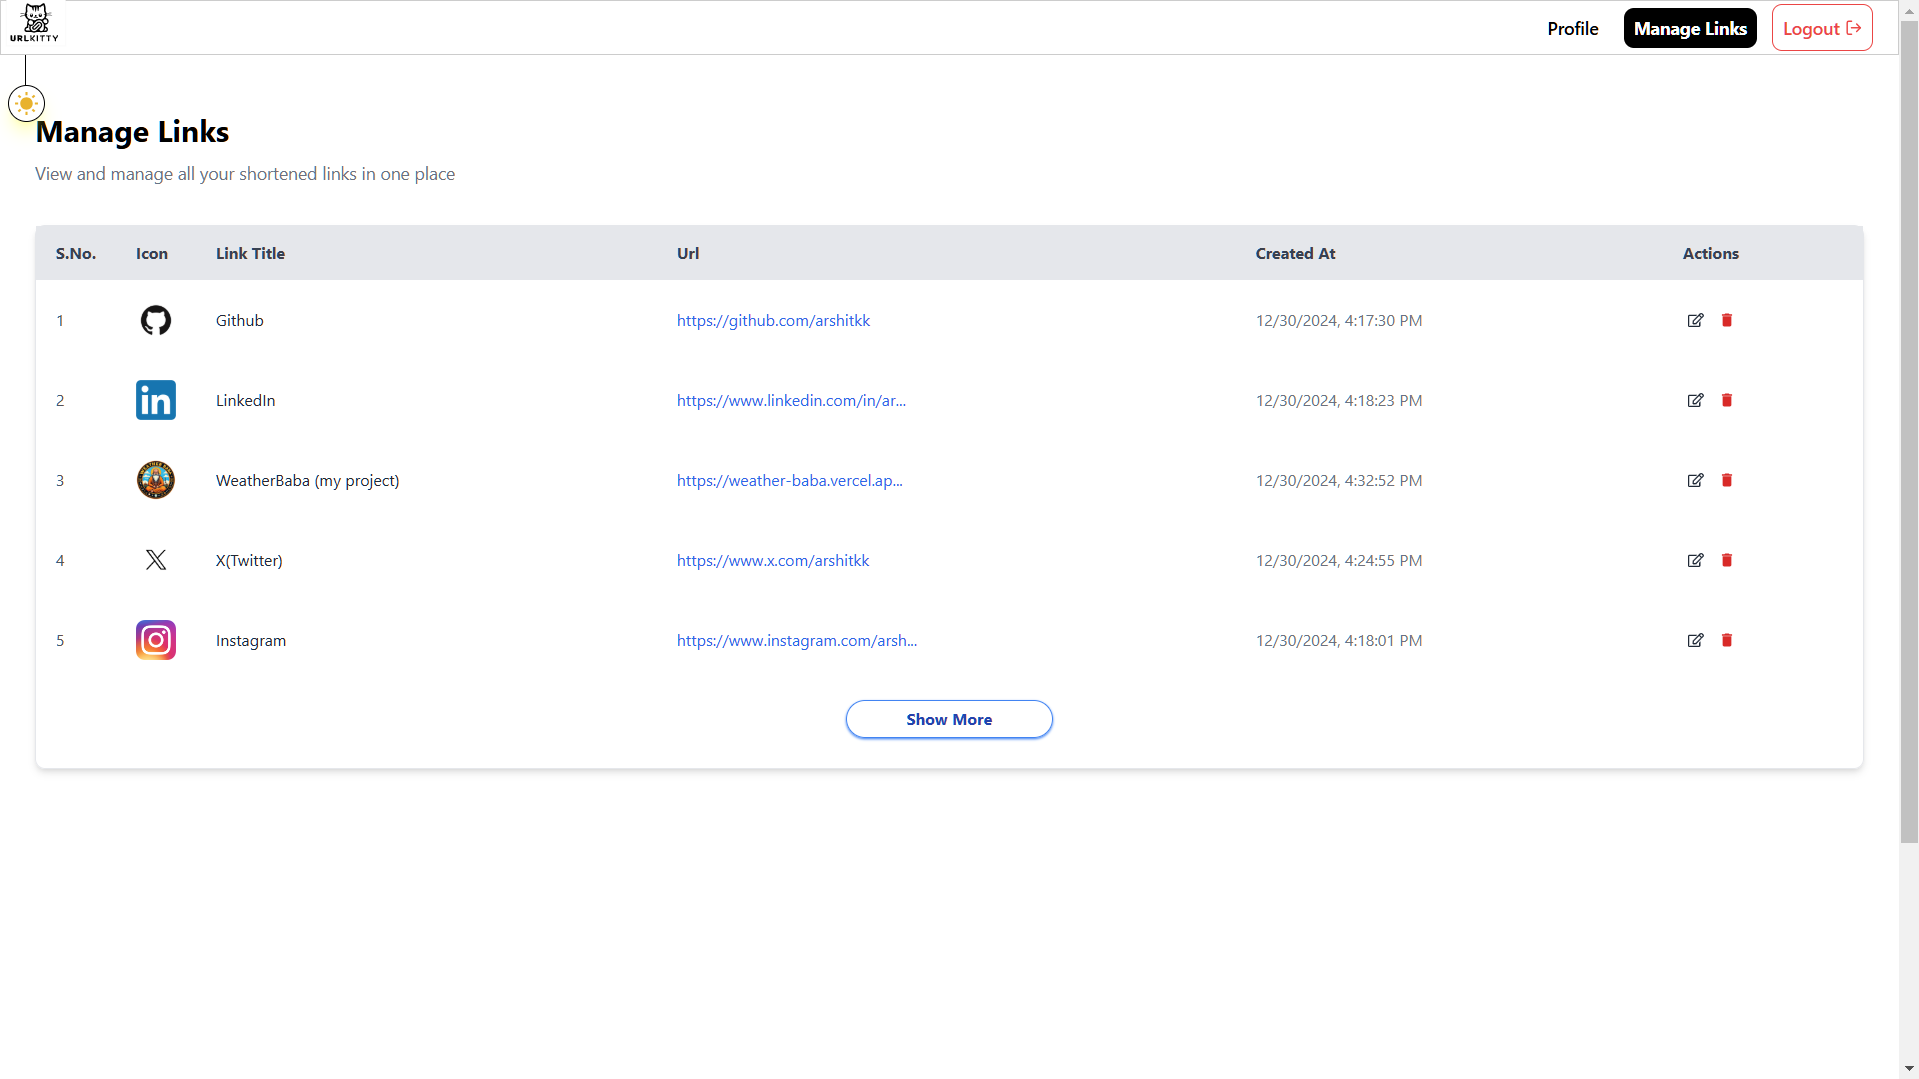 URLKITTY
Profile
Manage Links
Logout
Manage Links
View and manage all your shortened links in one place
S.No. Icon Link Title Url Created At Actions
1 Github https://github.com/arshitkk 12/30/2024, 4:17:30 PM
2 in LinkedIn https://www.linkedin.com/in/ar... 12/30/2024, 4:18:23 PM
3 WeatherBaba (my project) https://weather-baba.vercel.ap... 12/30/2024, 4:32:52 PM
4 X(Twitter) https://www.x.com/arshitkk 12/30/2024, 4:24:55 PM
5 Instagram https://www.instagram.com/arsh... 12/30/2024, 4:18:01 PM
Show More